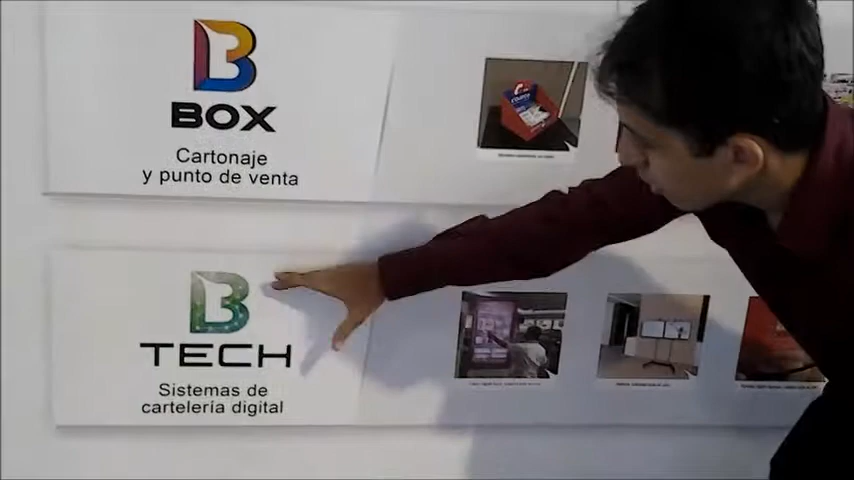 B
BOX
Cartonaje
y punto de venta
B
TECH
Sistemas de
cartelería digital